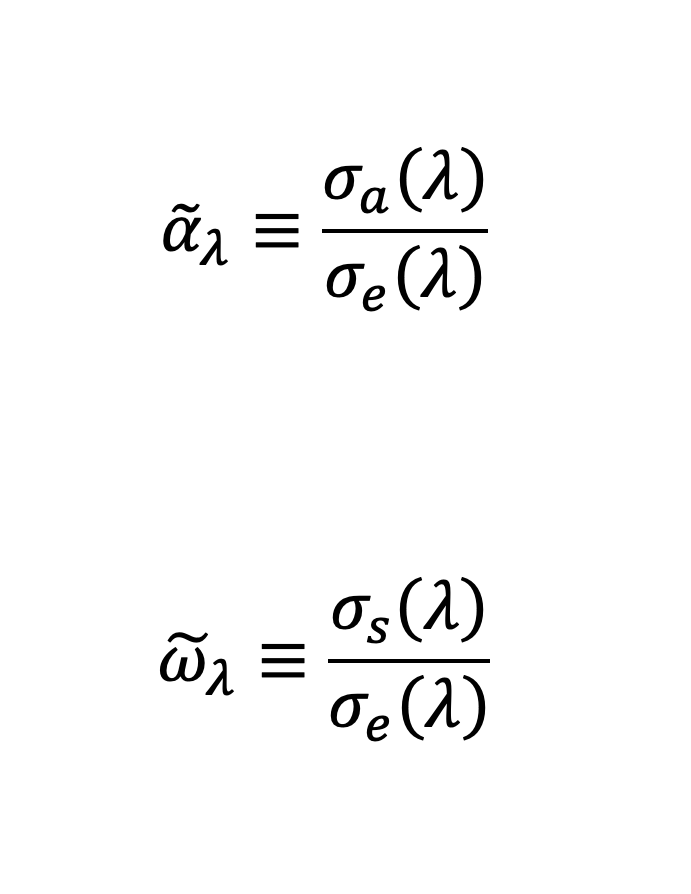 α̃_λ ≡ σ_a(λ) / σ_e(λ)
ω̃_λ ≡ σ_s(λ) / σ_e(λ)